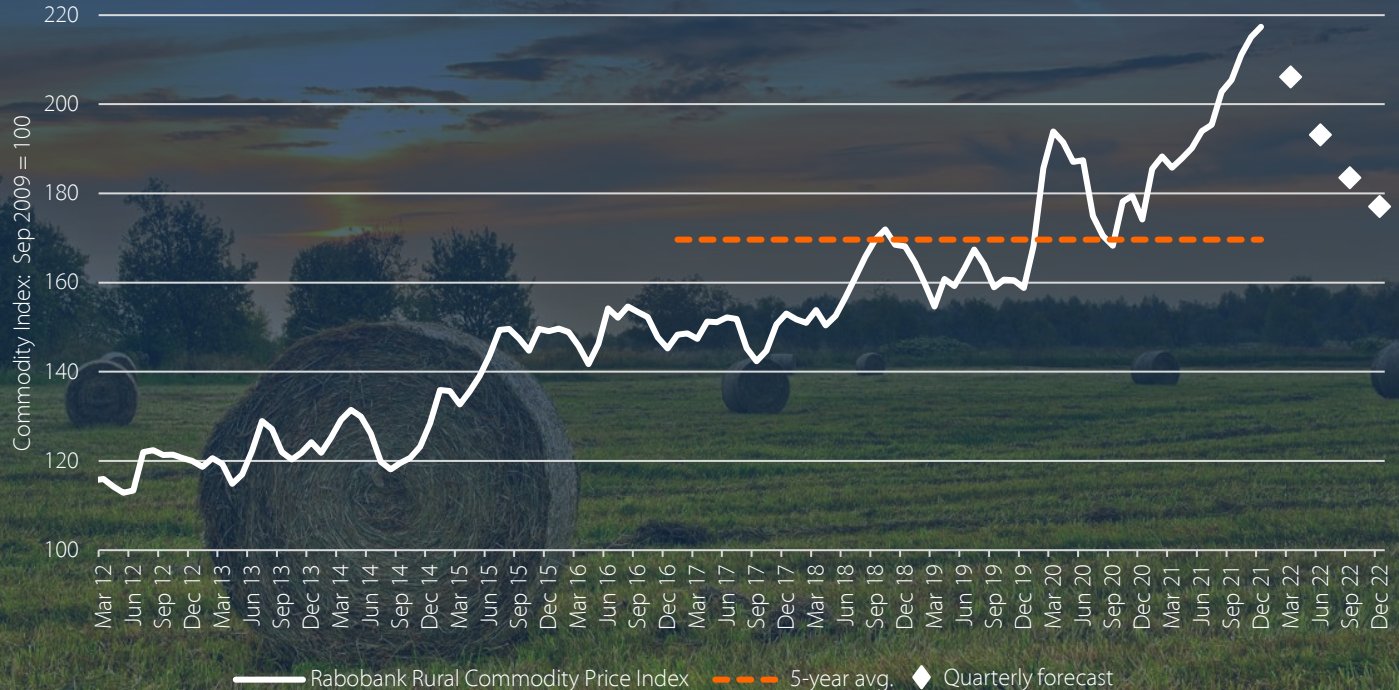 220
200
180
160
140
120
100
Commodity Index: Sep 2009 = 100
Mar 12
Jun 12
Sep 12
Dec 12
Mar 13
Jun 13
Sep 13
Dec 13
Mar 14
Jun 14
Sep 14
Dec 14
Mar 15
Jun 15
Sep 15
Dec 15
Mar 16
Jun 16
Sep 16
Dec 16
Mar 17
Jun 17
Sep 17
Dec 17
Mar 18
Jun 18
Sep 18
Dec 18
Mar 19
Jun 19
Sep 19
Dec 19
Mar 20
Jun 20
Sep 20
Dec 20
Mar 21
Jun 21
Sep 21
Dec 21
Mar 22
Jun 22
Sep 22
Dec 22
Rabobank Rural Commodity Price Index 5-year avg. Quarterly forecast